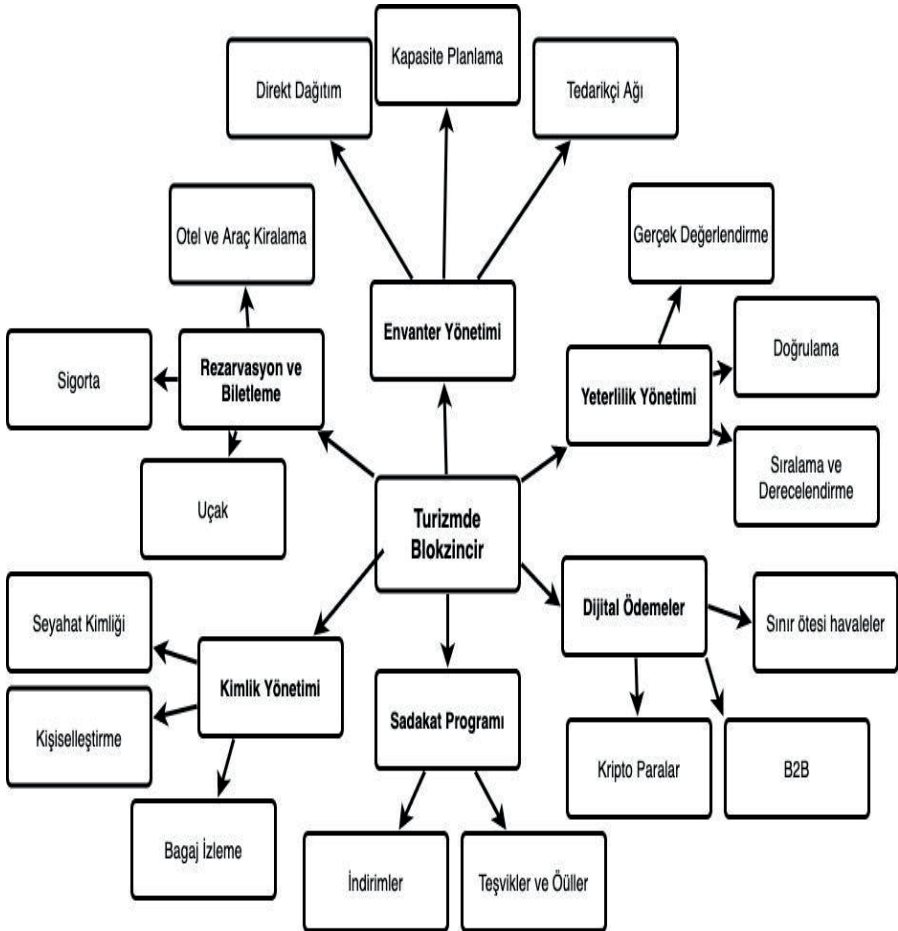 Kapasite Planlama
Direkt Dağıtım
Tedarikçi Ağı
Otel ve Araç Kiralama
Gerçek Değerlendirme
Envanter Yönetimi
Rezarvasyon ve
Biletleme
Sigorta
Doğrulama
Yeterlilik Yönetimi
Sıralama ve
Derecelendirme
Uçak
Turizmde
Blokzincir
Seyahat Kimliği
Dijital Ödemeler
Sınır ötesi havaleler
Kimlik Yönetimi
Kişiselleştirme
Sadakat Programı
Kripto Paralar
B2B
Bagaj İzleme
İndirimler
Teşvikler ve Öüller